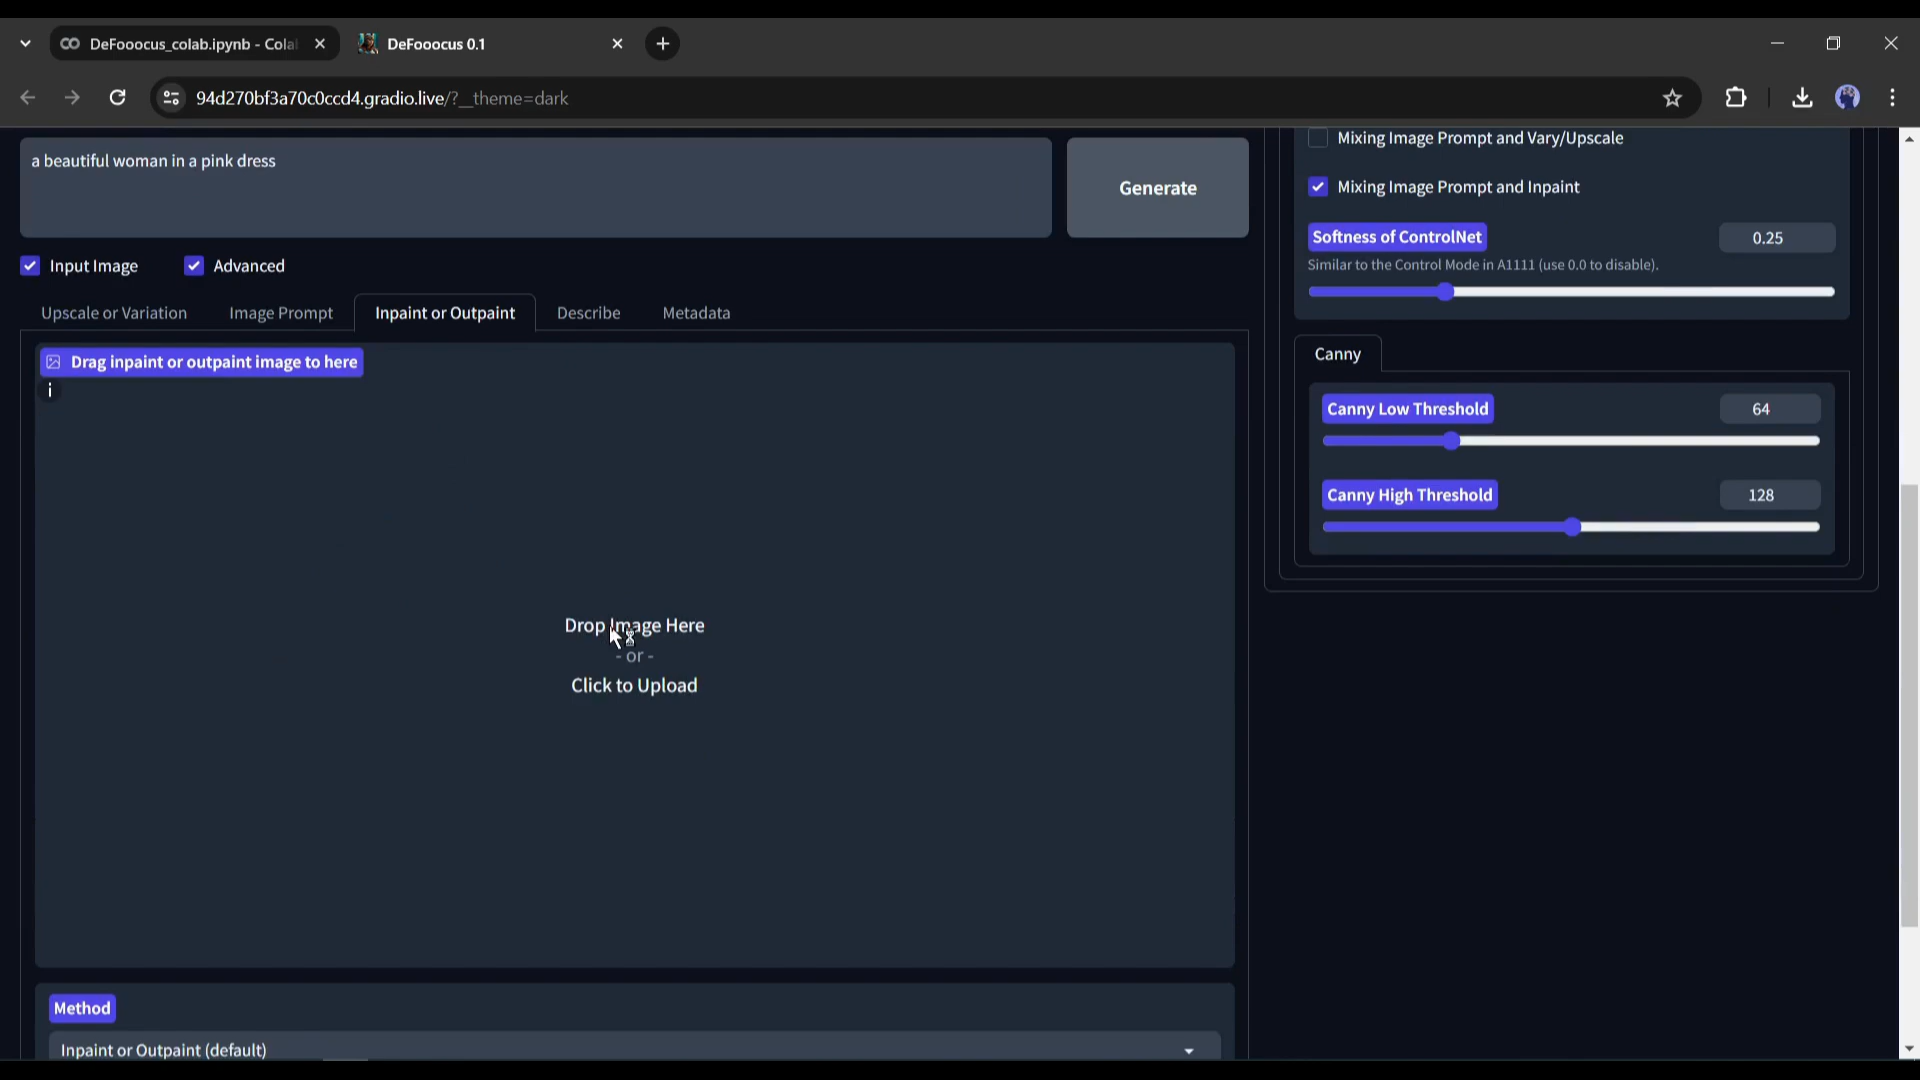 DeFooocus_colab.ipynb - Cola
DeFooocus 0.1
94d270bf3a70c0ccd4.gradio.live/?__theme=dark
a beautiful woman in a pink dress
Generate
Input Image
Advanced
Upscale or Variation
Image Prompt
Inpaint or Outpaint
Describe
Metadata
Drag inpaint or outpaint image to here
i
Drop Image Here
- or -
Click to Upload
Method
Inpaint or Outpaint (default)
Mixing Image Prompt and Vary/Upscale
Mixing Image Prompt and Inpaint
Softness of ControlNet
0.25
Similar to the Control Mode in A1111 (use 0.0 to disable).
Canny
Canny Low Threshold
64
Canny High Threshold
128